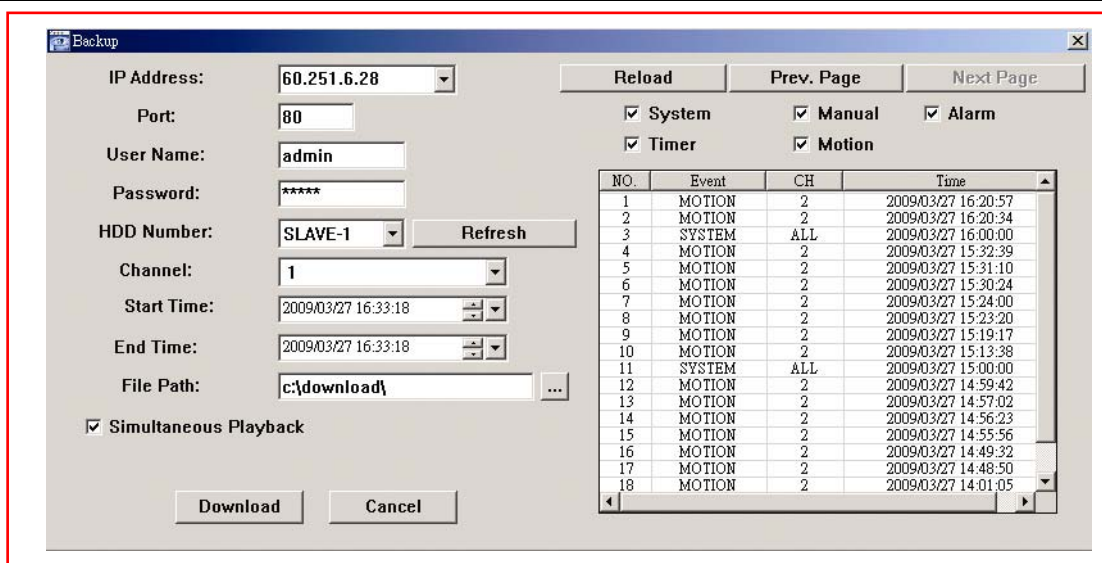 Backup
IP Address: 60.251.6.28
Port: 80
User Name: admin
Password: *****
HDD Number: SLAVE-1 Refresh
Channel: 1
Start Time: 2009/03/27 16:33:18
End Time: 2009/03/27 16:33:18
File Path: c:\download\ ...
Simultaneous Playback
Download Cancel
Reload Prev. Page Next Page
System Manual Alarm
Timer Motion
NO. Event CH Time
1 MOTION 2 2009/03/27 16:20:57
2 MOTION 2 2009/03/27 16:20:34
3 SYSTEM ALL 2009/03/27 16:00:00
4 MOTION 2 2009/03/27 15:32:39
5 MOTION 2 2009/03/27 15:31:10
6 MOTION 2 2009/03/27 15:30:24
7 MOTION 2 2009/03/27 15:24:00
8 MOTION 2 2009/03/27 15:23:20
9 MOTION 2 2009/03/27 15:19:17
10 MOTION 2 2009/03/27 15:13:38
11 SYSTEM ALL 2009/03/27 15:00:00
12 MOTION 2 2009/03/27 14:59:42
13 MOTION 2 2009/03/27 14:57:02
14 MOTION 2 2009/03/27 14:56:23
15 MOTION 2 2009/03/27 14:55:56
16 MOTION 2 2009/03/27 14:49:32
17 MOTION 2 2009/03/27 14:48:50
18 MOTION 2 2009/03/27 14:01:05